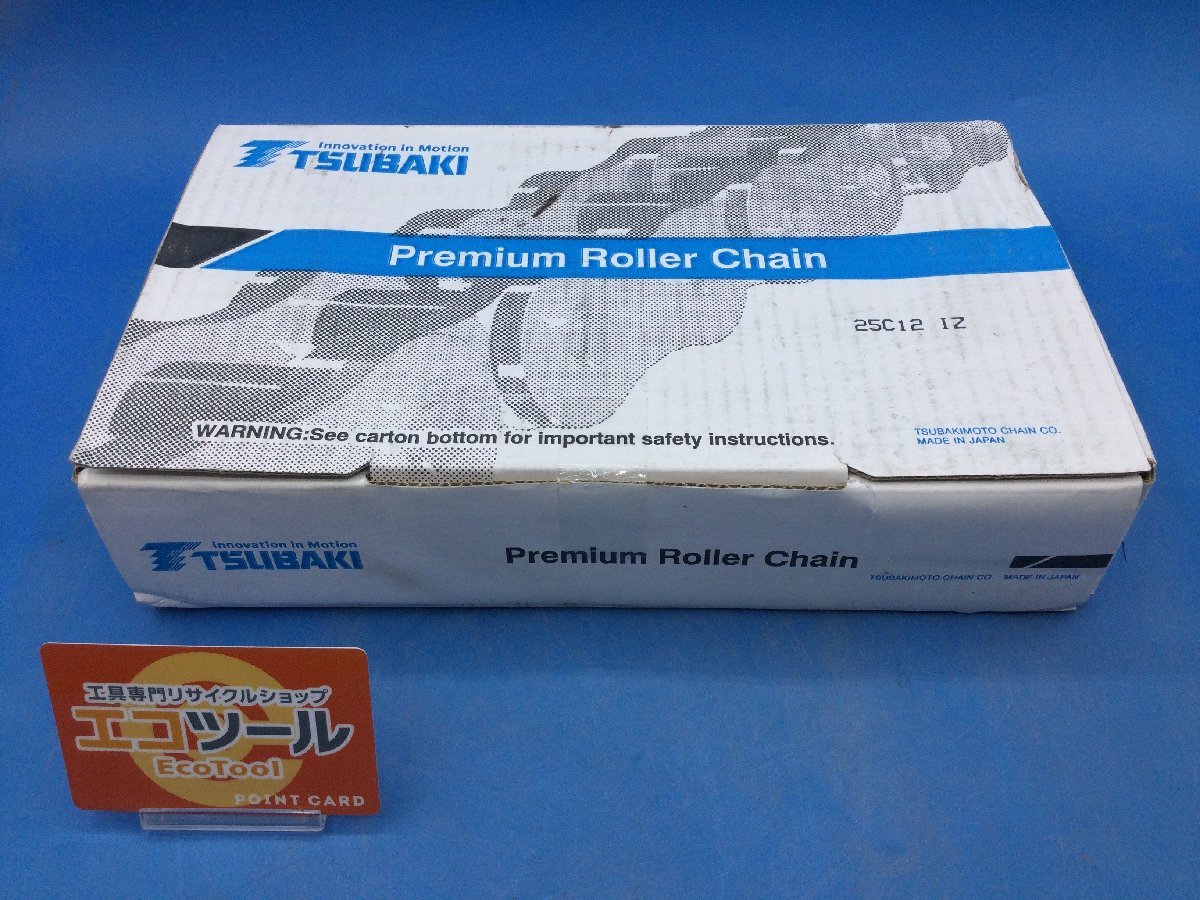 Innovation in Motion
TSUBAKI
Premium Roller Chain
25C12 IZ
WARNING:See carton bottom for important safety instructions.
TSUBAKIMOTO CHAIN CO.
MADE IN JAPAN
Innovation in Motion
TSUBAKI
Premium Roller Chain
TSUBAKIMOTO CHAIN CO. MADE IN JAPAN
工具専門リサイクルショップ
エコツール
EcoTool
POINT CARD